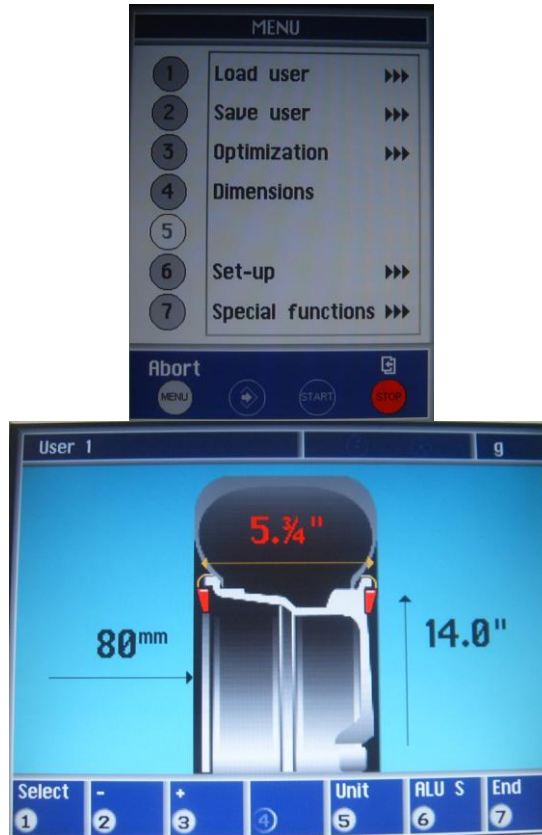 MENU
1 Load user
2 Save user
3 Optimization
4 Dimensions
5
6 Set-up
7 Special functions
Abort
MENU START STOP
User 1 g
5.¾"
80mm
14.0"
Select - + Unit ALU S End
1 2 3 4 5 6 7